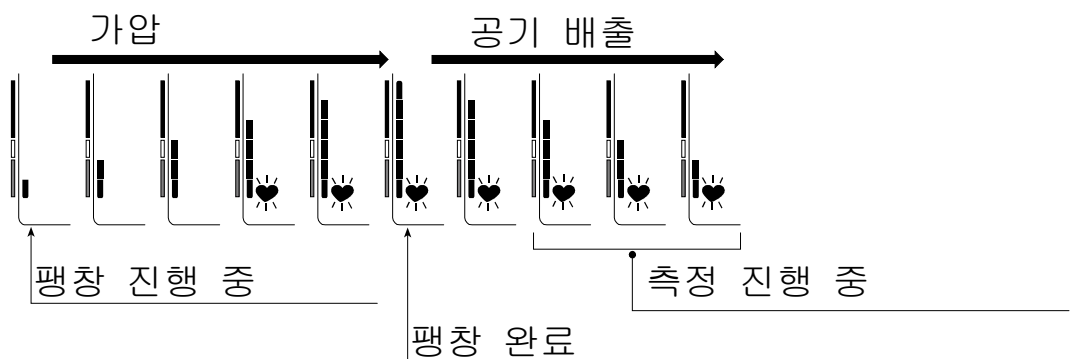 가압
공기 배출
팽창 진행 중
측정 진행 중
팽창 완료